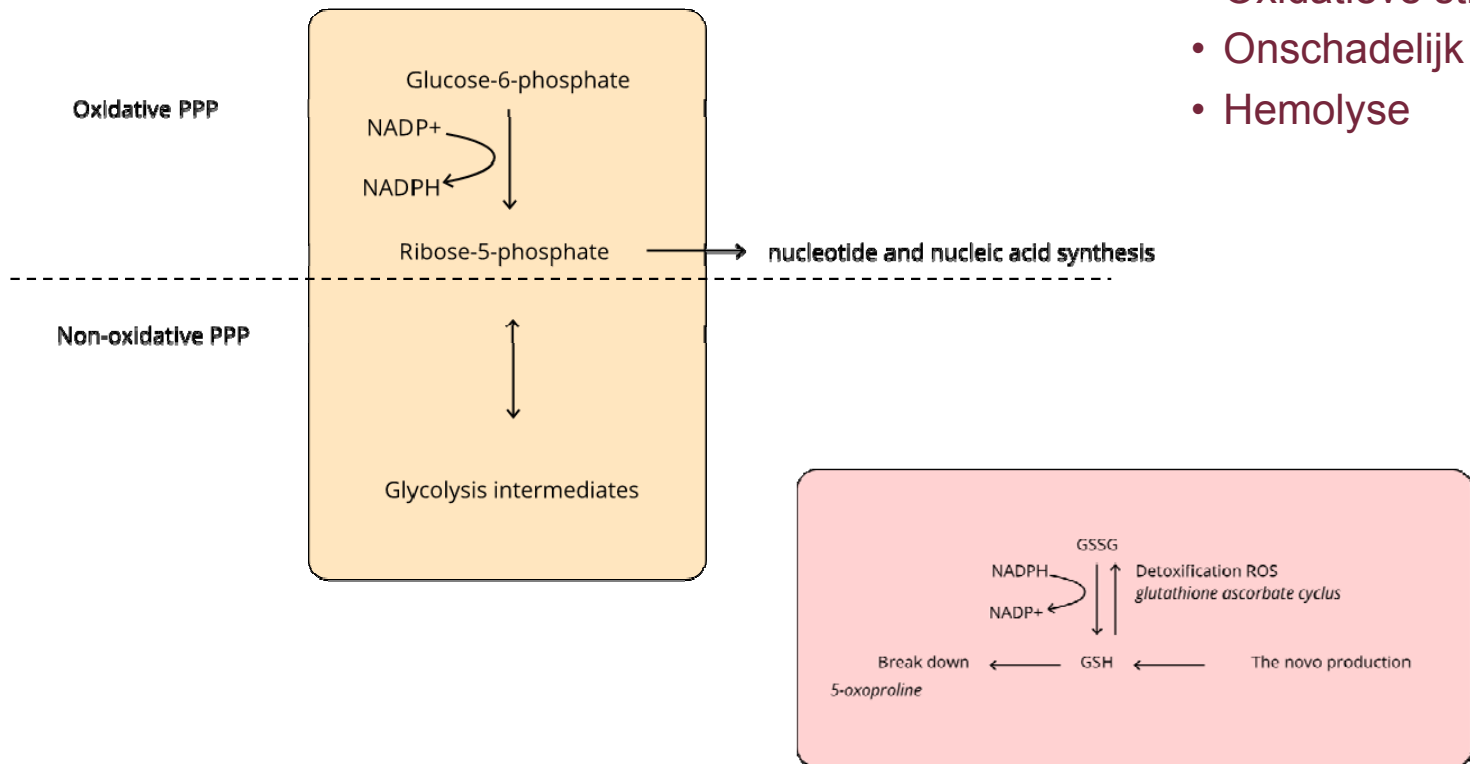 Oxidatieve
• Onschadelijk
• Hemolyse
Oxidative PPP
Glucose-6-phosphate
NADP+
NADPH
Ribose-5-phosphate
nucleotide and nucleic acid synthesis
Non-oxidative PPP
Glycolysis intermediates
GSSG
NADPH
Detoxification ROS
glutathione ascorbate cyclus
NADP+
Break down
GSH
The novo production
5-oxoproline